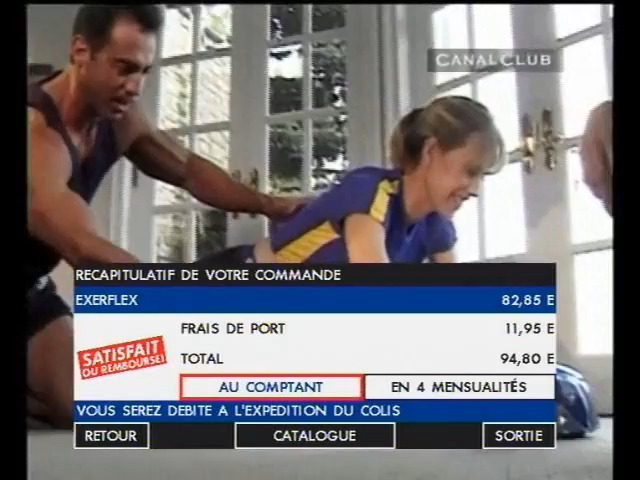 CANALCLUB
RECAPITULATIF DE VOTRE COMMANDE
EXERFLEX 82,85 E
FRAIS DE PORT 11,95 E
SATISFAIT
OU REMBOURSE!
TOTAL 94,80 E
AU COMPTANT EN 4 MENSUALITÉS
VOUS SEREZ DEBITE A L'EXPEDITION DU COLIS
RETOUR CATALOGUE SORTIE